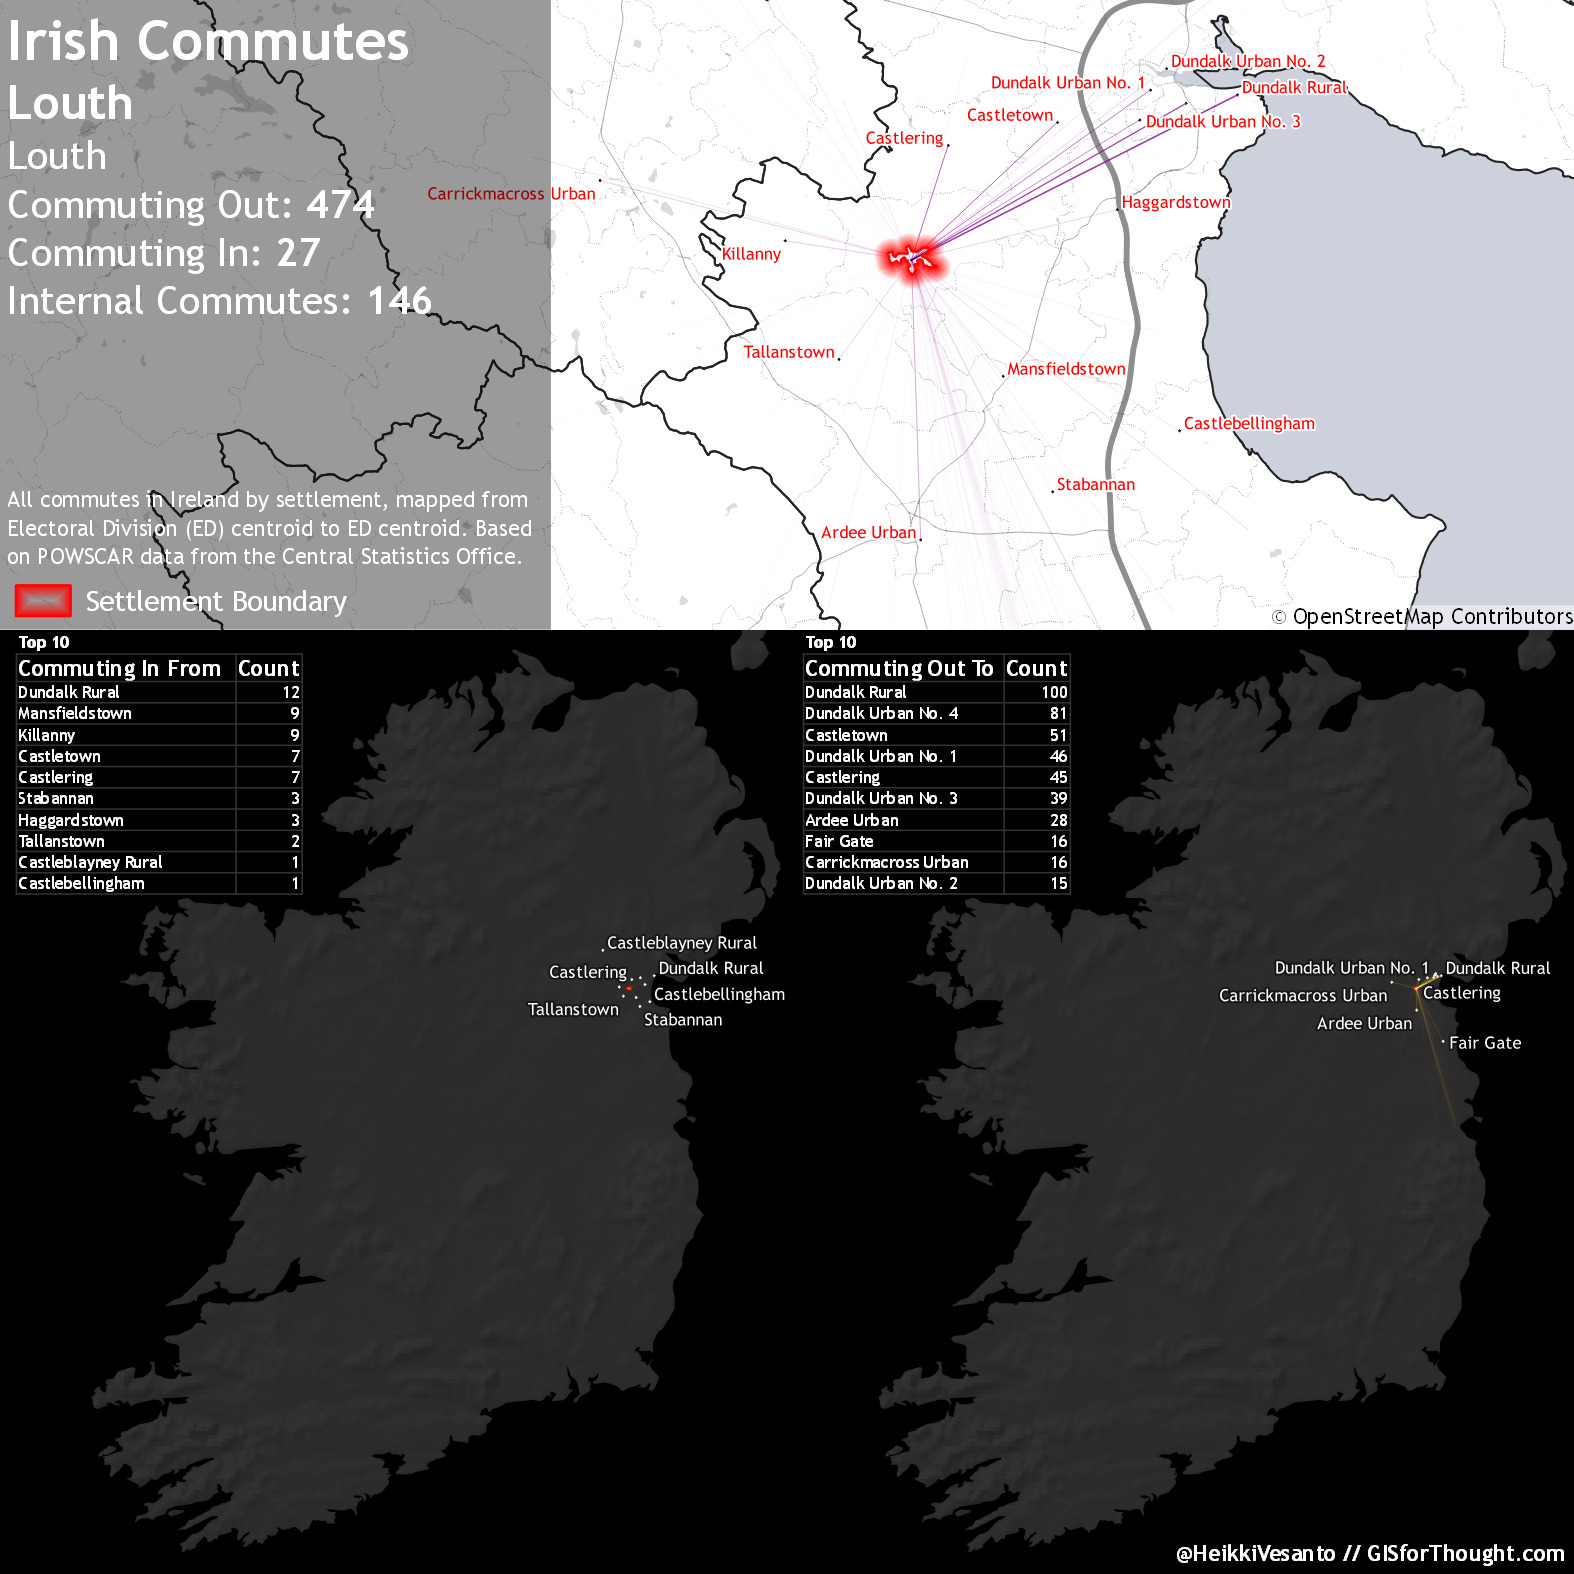 Irish Commutes
Louth
Louth
Commuting Out: 474
Commuting In: 27
Internal Commutes: 146
All commutes in Ireland by settlement, mapped from
Electoral Division (ED) centroid to ED centroid. Based
on POWSCAR data from the Central Statistics Office.
Settlement Boundary
Dundalk Urban No. 2
Dundalk Urban No. 1
Dundalk Rural
Castletown
Dundalk Urban No. 3
Castlering
Carrickmacross Urban
Haggardstown
Killanny
Tallanstown
Mansfieldstown
Castlebellingham
Stabannan
Ardee Urban
© OpenStreetMap Contributors
Top 10
Commuting In From Count
Dundalk Rural 12
Mansfieldstown 9
Killanny 9
Castletown 7
Castlering 7
Stabannan 3
Haggardstown 3
Tallanstown 2
Castleblayney Rural 1
Castlebellingham 1
Castleblayney Rural
Castlering
Dundalk Rural
Castlebellingham
Tallanstown
Stabannan
Top 10
Commuting Out To Count
Dundalk Rural 100
Dundalk Urban No. 4 81
Castletown 51
Dundalk Urban No. 1 46
Castlering 45
Dundalk Urban No. 3 39
Ardee Urban 28
Fair Gate 16
Carrickmacross Urban 16
Dundalk Urban No. 2 15
Dundalk Urban No. 1
Dundalk Rural
Carrickmacross Urban
Castlering
Ardee Urban
Fair Gate
@HeikkiVesanto // GISforThought.com